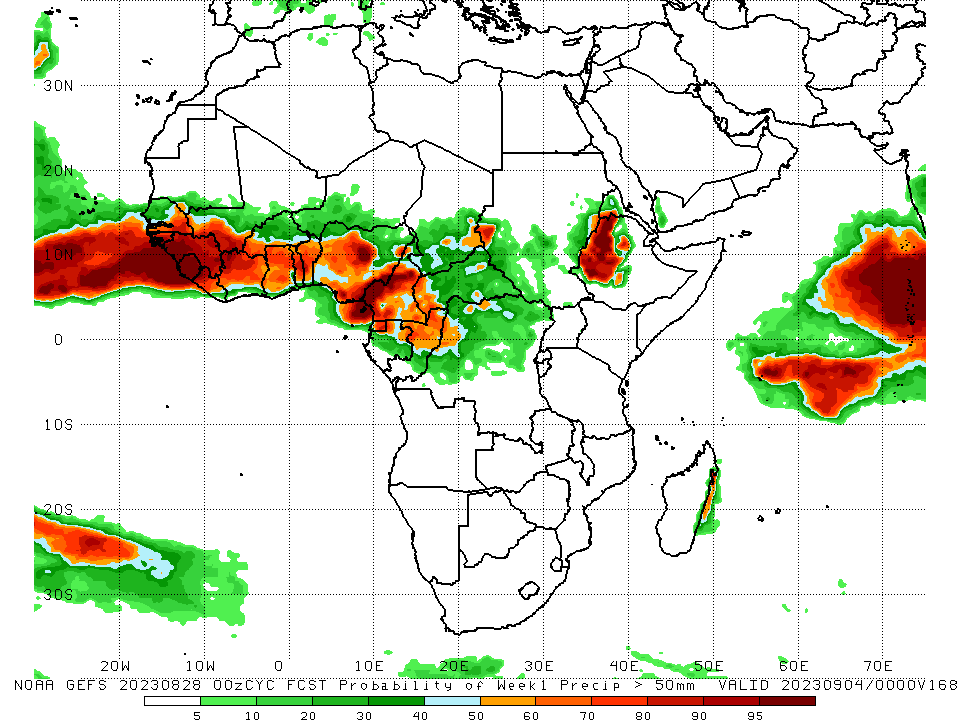 30N
20N
10N
0
10S
20S
30S
20W 10W 0 10E 20E 30E 40E 50E 60E 70E
NOAA GEFS 20230828 00zCYC FCST Probability of Week1 Precip > 50mm VALID 20230904/0000V168
5 10 20 30 40 50 60 70 80 90 95